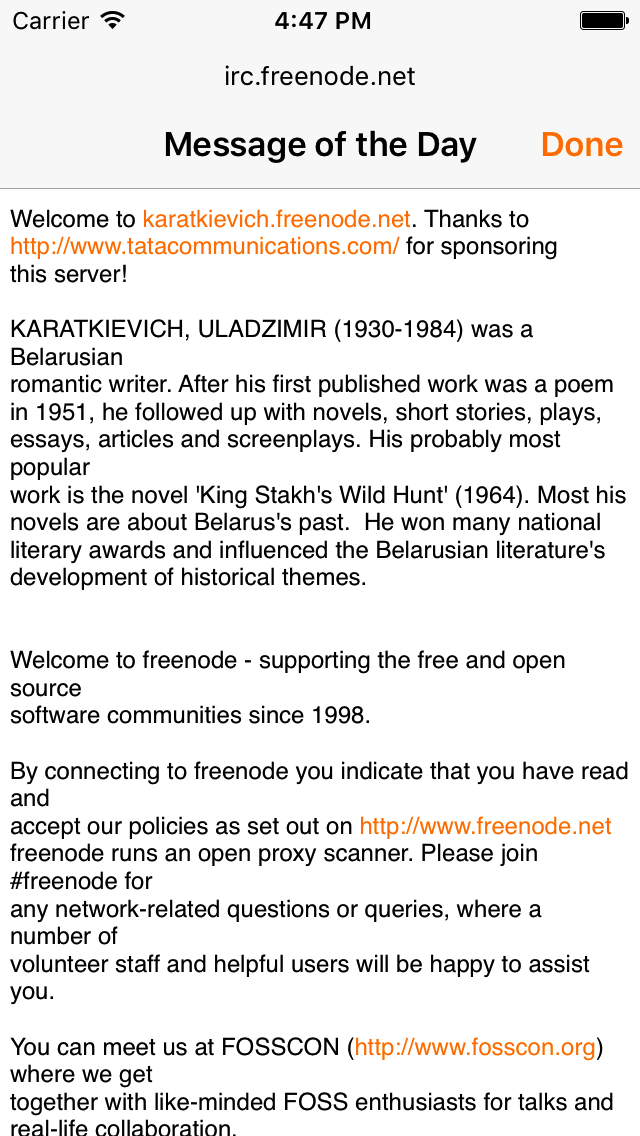 Carrier 4:47 PM
irc.freenode.net
Message of the Day Done
Welcome to karatkievich.freenode.net. Thanks to
http://www.tatacommunications.com/ for sponsoring
this server!
KARATKIEVICH, ULADZIMIR (1930-1984) was a
Belarusian
romantic writer. After his first published work was a poem
in 1951, he followed up with novels, short stories, plays,
essays, articles and screenplays. His probably most
popular
work is the novel 'King Stakh's Wild Hunt' (1964). Most his
novels are about Belarus's past.  He won many national
literary awards and influenced the Belarusian literature's
development of historical themes.
Welcome to freenode - supporting the free and open
source
software communities since 1998.
By connecting to freenode you indicate that you have read
and
accept our policies as set out on http://www.freenode.net
freenode runs an open proxy scanner. Please join
#freenode for
any network-related questions or queries, where a
number of
volunteer staff and helpful users will be happy to assist
you.
You can meet us at FOSSCON (http://www.fosscon.org)
where we get
together with like-minded FOSS enthusiasts for talks and
real-life collaboration.